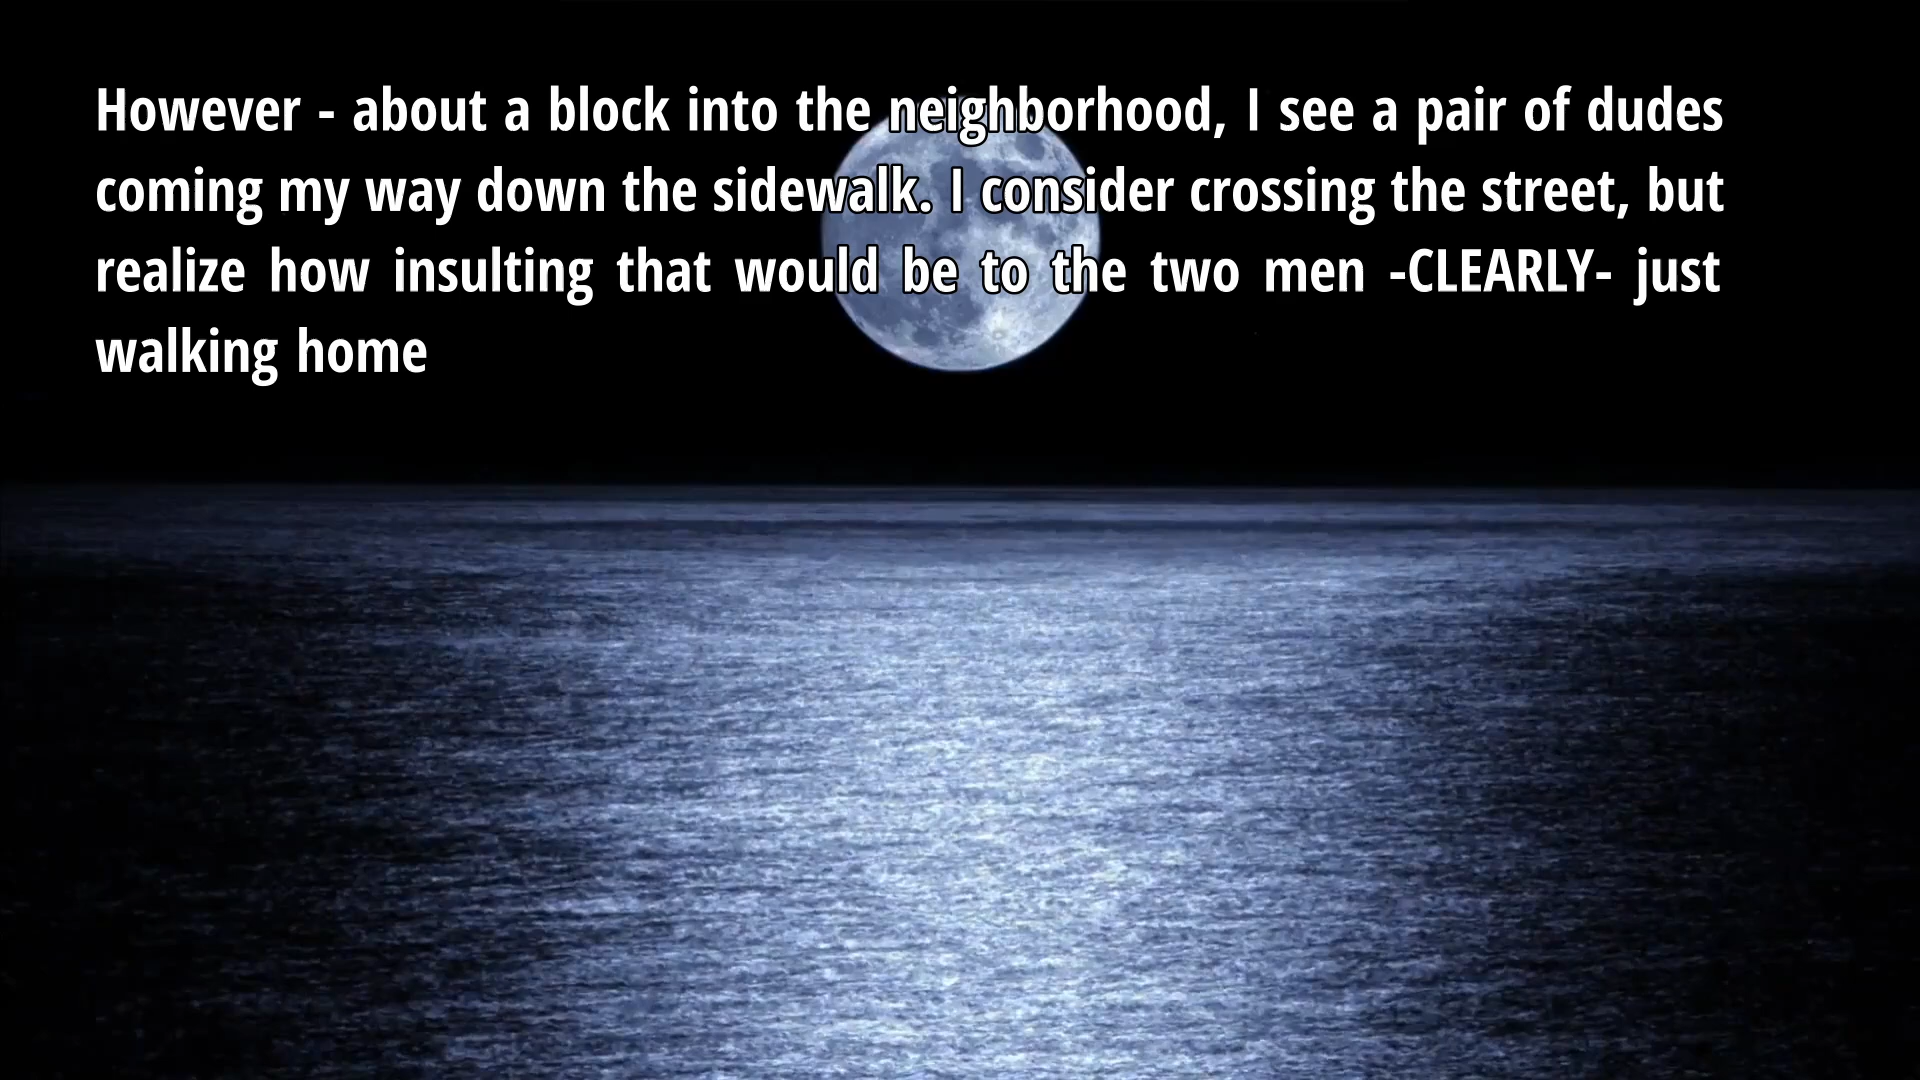 However - about a block into the neighborhood, I see a pair of dudes
coming my way down the sidewalk. I consider crossing the street, but
realize how insulting that would be to the two men -CLEARLY- just
walking home